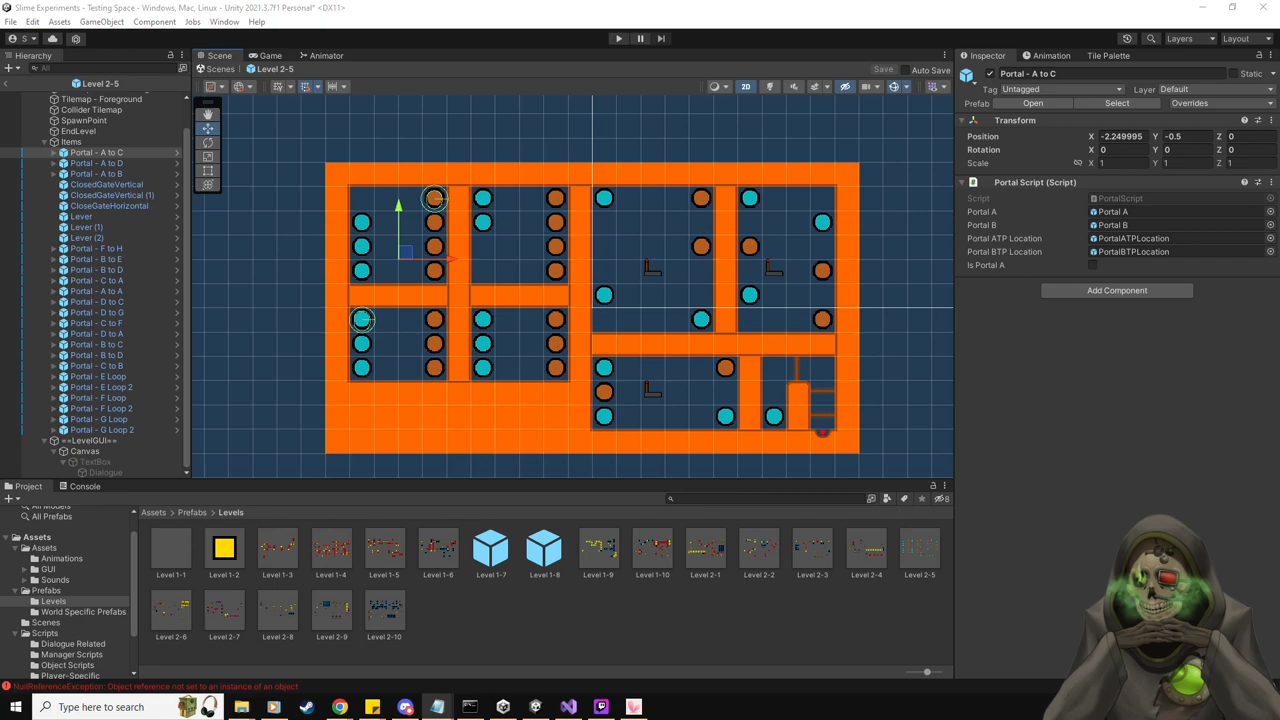 Slime Experiments - Testing Space - Windows, Mac, Linux - Unity 2021.3.7f1 Personal* <DX11>
File Edit Assets GameObject Component Jobs Window Help
S Layers Layout
Hierarchy
All
Level 2-5
Tilemap - Foreground
Collider Tilemap
SpawnPoint
EndLevel
Items
Portal - A to C
Portal - A to D
Portal - A to B
ClosedGateVertical
ClosedGateVertical (1)
CloseGateHorizontal
Lever
Lever (1)
Lever (2)
Portal - F to H
Portal - B to E
Portal - B to D
Portal - C to A
Portal - A to A
Portal - D to C
Portal - D to G
Portal - C to F
Portal - D to A
Portal - B to A
Portal - B to D
Portal - C to B
Portal - E Loop
Portal - E Loop 2
Portal - F Loop
Portal - F Loop 2
Portal - G Loop
Portal - G Loop 2
==LevelGUI==
Canvas
TextBox
Dialogue
Scene Game Animator
Scenes Level 2-5 Save Auto Save
2D
Inspector Animation Tile Palette
Portal - A to C Static
Tag Untagged Layer Default
Prefab Open Select Overrides
Transform
Position X -2.249995 Y -0.5 Z 0
Rotation X 0 Y 0 Z 0
Scale X 1 Y 1 Z 1
Portal Script (Script)
Script PortalScript
Portal A Portal A
Portal B Portal B
Portal ATP Location PortalATPLocation
Portal BTP Location PortalBTPLocation
Is Portal A
Add Component
Project Console
8
All Models
All Prefabs
Assets
Assets
Animations
GUI
Sounds
Prefabs
Levels
World Specific Prefabs
Scenes
Scripts
Dialogue Related
Manager Scripts
Object Scripts
Player-Specific
Assets > Prefabs > Levels
Level 1-1 Level 1-2 Level 1-3 Level 1-4 Level 1-5 Level 1-6 Level 1-7 Level 1-8 Level 1-9 Level 1-10 Level 2-1 Level 2-2 Level 2-3 Level 2-4 Level 2-5
Level 2-6 Level 2-7 Level 2-8 Level 2-9 Level 2-10
NullReferenceException: Object reference not set to an instance of an object
Type here to search